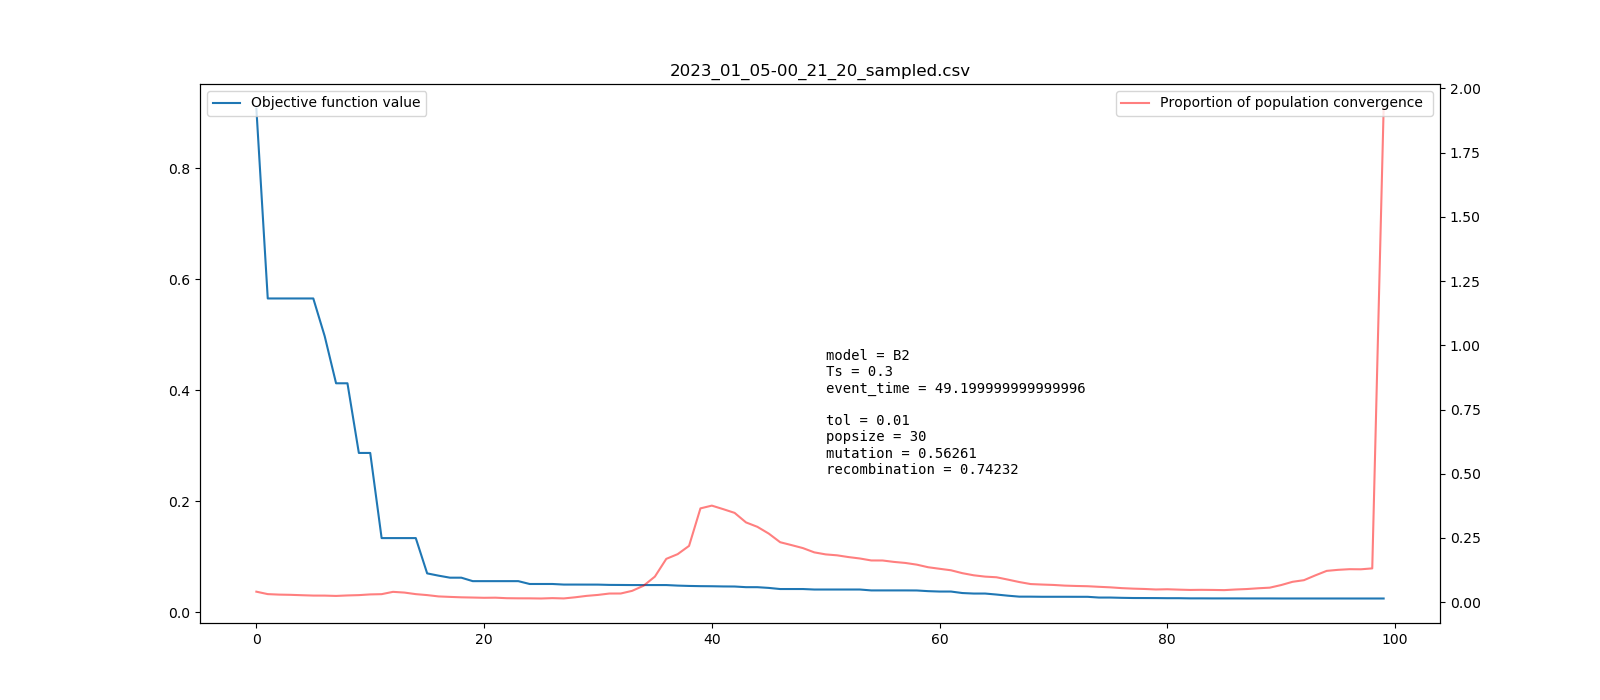 2023_01_05-00_21_20_sampled.csv
Objective function value
Proportion of population convergence
2.00
1.75
1.50
1.25
1.00
0.75
0.50
0.25
0.00
0.8
0.6
0.4
0.2
0.0
model = B2
Ts = 0.3
event_time = 49.199999999999996
tol = 0.01
popsize = 30
mutation = 0.56261
recombination = 0.74232
0 20 40 60 80 100